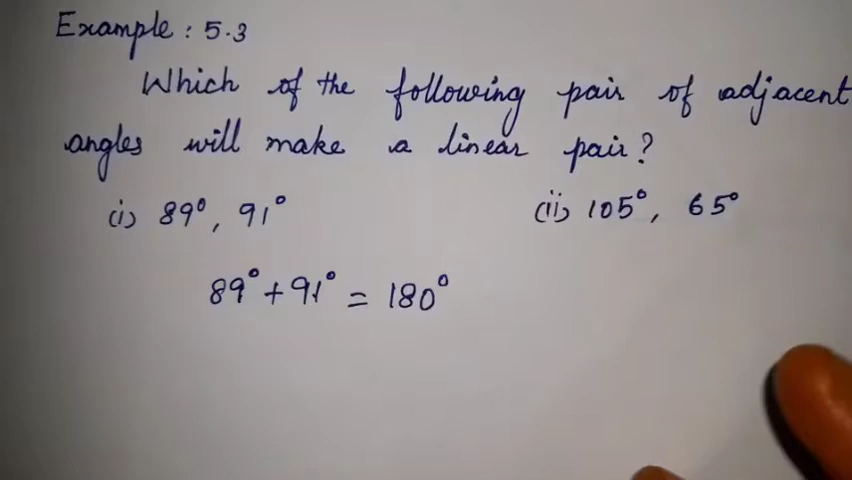 Example : 5.3
Which of the following pair of adjacent
angles will make a linear pair?
(i) 89°, 91° (ii) 105°, 65°
89° + 91° = 180°